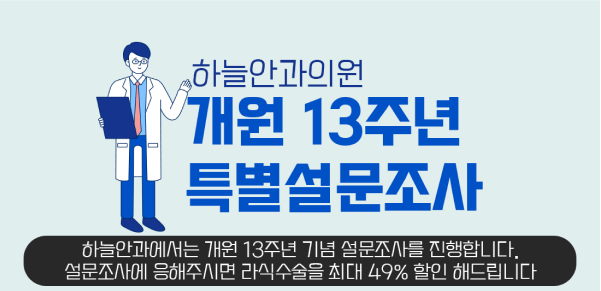 하늘안과의원
개원 13주년
특별설문조사
하늘안과에서는 개원 13주년 기념 설문조사를 진행합니다.
설문조사에 응해주시면 라식수술을 최대 49% 할인 해드립니다